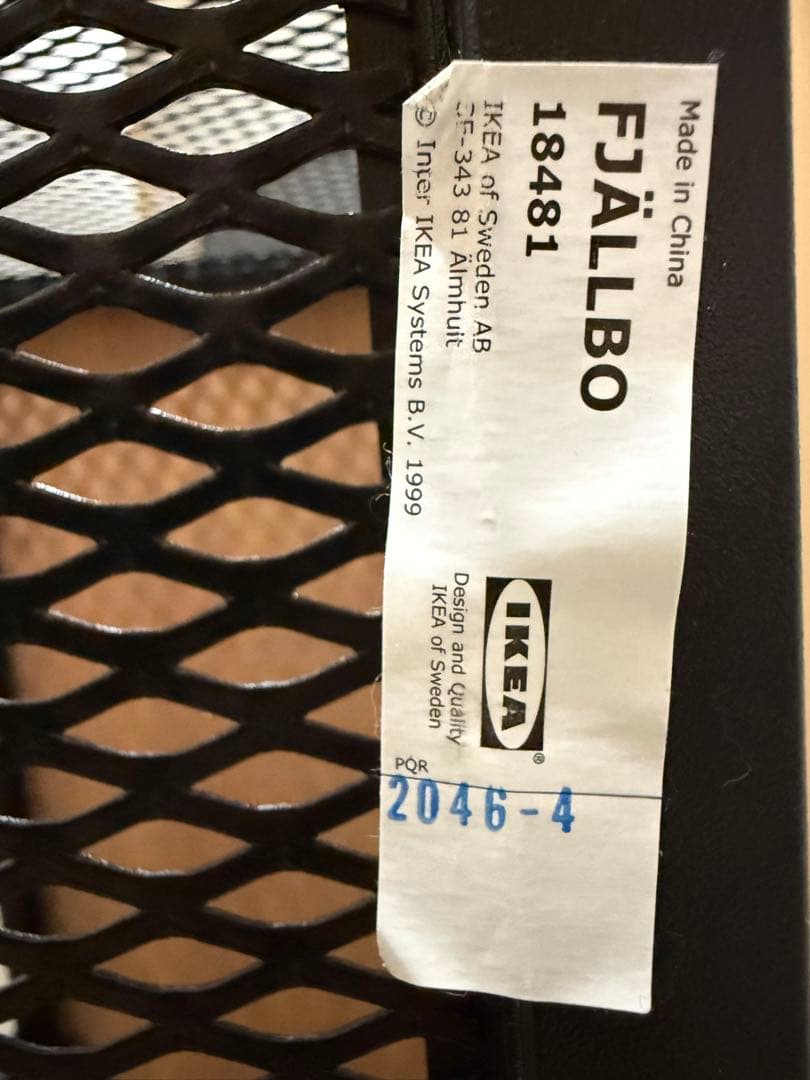 Made in China
FJÄLLBO
18481
IKEA of Sweden AB
SE-343 81 Älmhult
© Inter IKEA Systems B.V. 1999
IKEA®
Design and Quality
IKEA of Sweden
PQR
2046-4